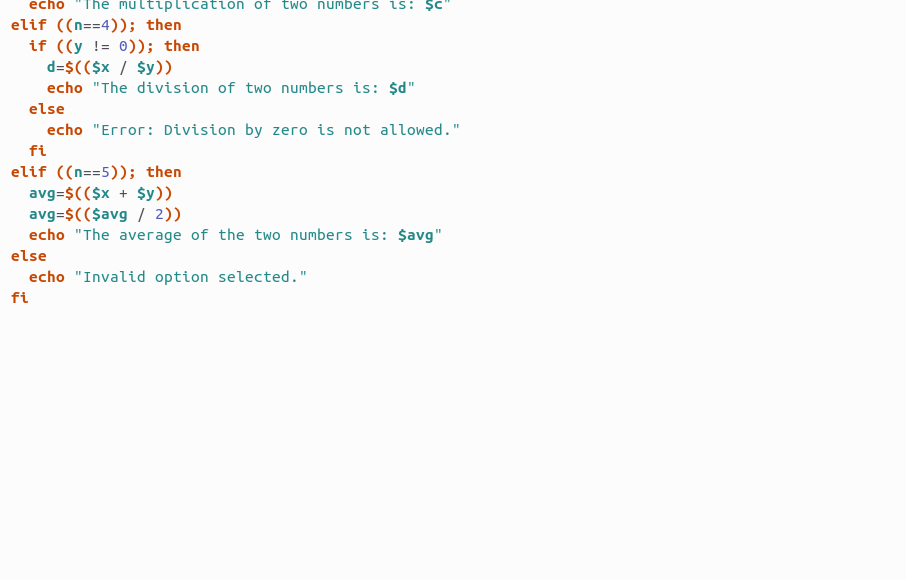 echo "The multiplication of two numbers is: $c"
elif ((n==4)); then
  if ((y != 0)); then
    d=$(($x / $y))
    echo "The division of two numbers is: $d"
  else
    echo "Error: Division by zero is not allowed."
  fi
elif ((n==5)); then
  avg=$(($x + $y))
  avg=$(($avg / 2))
  echo "The average of the two numbers is: $avg"
else
  echo "Invalid option selected."
fi